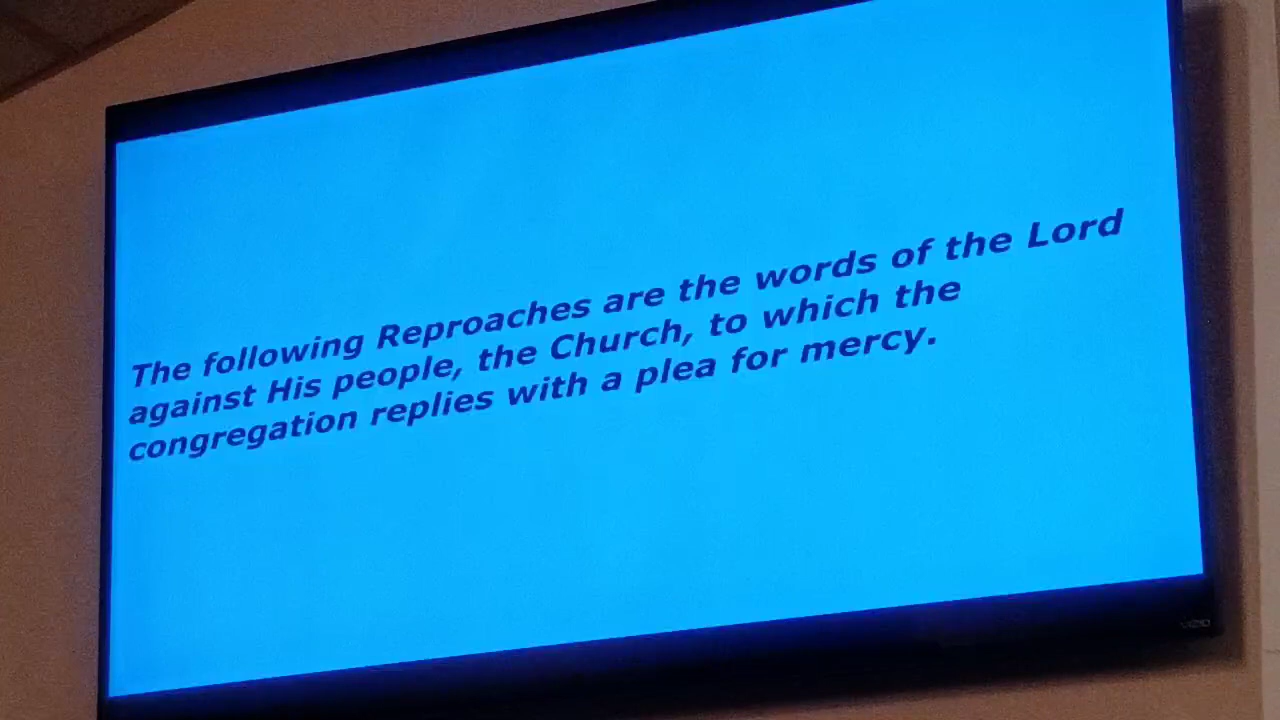 The following Reproaches are the words of the Lord
against His people, the Church, to which the
congregation replies with a plea for mercy.
VIZIO